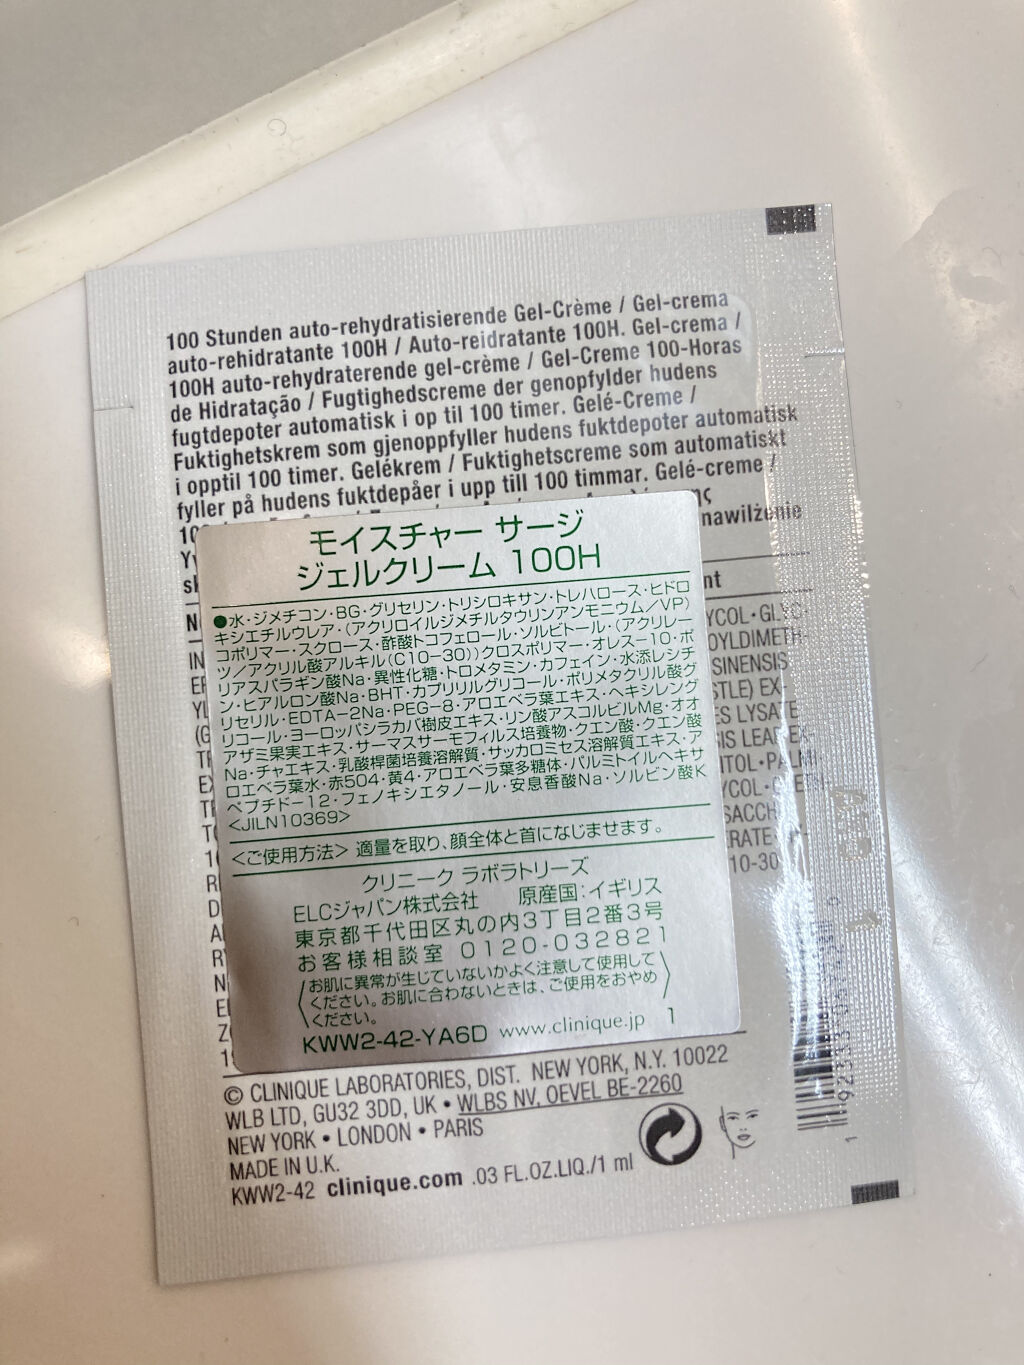 100 Stunden auto-rehydratisierende Gel-Crème / Gel-crema
auto-rehidratante 100H / Auto-reidratante 100H. Gel-crema /
100H auto-rehydraterende gel-crème / Gel-Creme 100-Horas
de Hidratação / Fugtighedscreme der genopfylder hudens
fugtdepoter automatisk i op til 100 timer. Gelé-Creme /
Fuktighetskrem som gjenoppfyller hudens fuktdepoter automatisk
i opptil 100 timer. Gelékrem / Fuktighetscreme som automatiskt
fyller på hudens fuktdepåer i upp till 100 timmar. Gelé-creme /
nawilżenie
モイスチャー サージ
ジェルクリーム 100H
●水・ジメチコン・BG・グリセリン・トリシロキサン・トレハロース・ヒドロ
キシエチルウレア・(アクリロイルジメチルタウリンアンモニウム/VP)
コポリマー・スクロース・酢酸トコフェロール・ソルビトール・(アクリレー
ツ/アクリル酸アルキル(C10-30))クロスポリマー・オレス-10・ポ
リアスパラギン酸Na・異性化糖・トロメタミン・カフェイン・水添レシチ
ン・ヒアルロン酸Na・BHT・カプリリルグリコール・ポリメタクリル酸グ
リセリル・EDTA-2Na・PEG-8・アロエベラ葉エキス・ヘキシレング
リコール・ヨーロッパシラカバ樹皮エキス・リン酸アスコルビルMg・オオ
アザミ果実エキス・サーマスサーモフィルス培養物・クエン酸・クエン酸
Na・チャエキス・乳酸桿菌培養溶解質・サッカロミセス溶解質エキス・ア
ロエベラ葉水・赤504・黄4・アロエベラ葉多糖体・パルミトイルヘキサ
ペプチド-12・フェノキシエタノール・安息香酸Na・ソルビン酸K
<JILN10369>
<ご使用方法> 適量を取り、顔全体と首になじませます。
クリニーク ラボラトリーズ
ELCジャパン株式会社 原産国:イギリス
東京都千代田区丸の内3丁目2番3号
お客様相談室 0120-032821
お肌に異常が生じていないかよく注意して使用して
ください。お肌に合わないときは、ご使用をおやめ
ください。
KWW2-42-YA6D www.clinique.jp 1
YCOL・
SINENSIS
STLE) EX-
ES LYSATE
10-30
© CLINIQUE LABORATORIES, DIST. NEW YORK, N.Y. 10022
WLB LTD, GU32 3DD, UK • WLBS NV, OEVEL BE-2260
NEW YORK • LONDON • PARIS
MADE IN U.K.
KWW2-42 clinique.com .03 FL.OZ.LIQ./1 ml